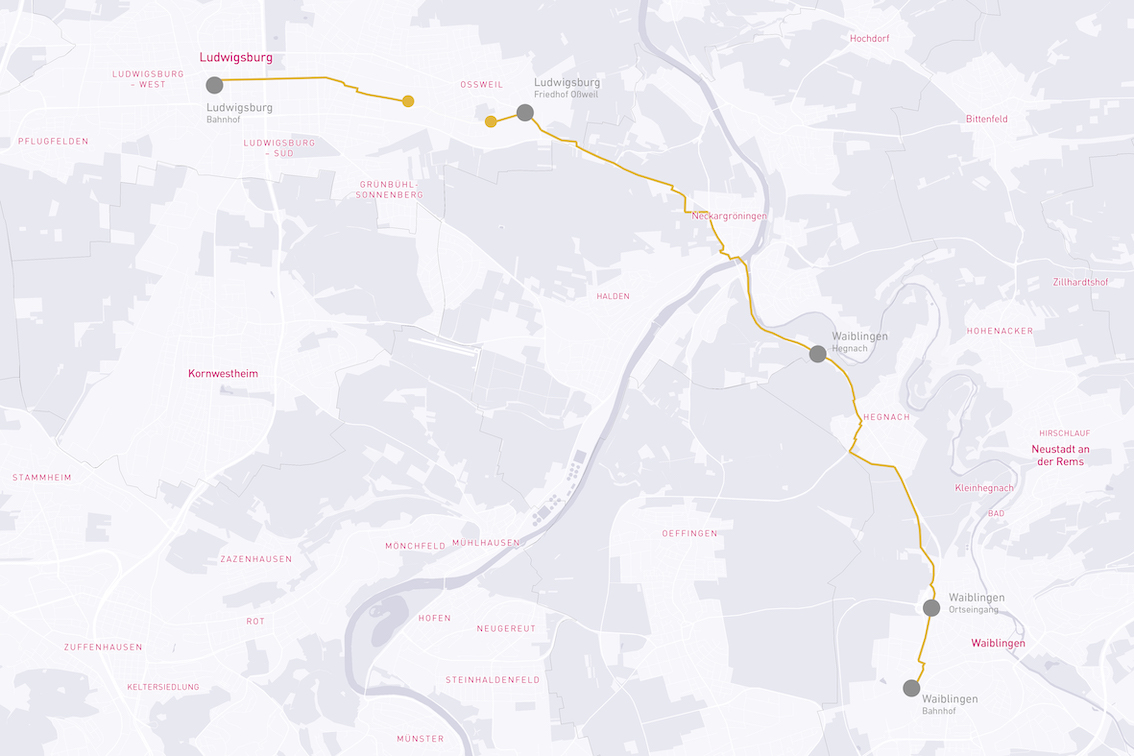 Hochdorf
Ludwigsburg
LUDWIGSBURG
– WEST
OSSWEIL
Ludwigsburg
Friedhof Oßweil
Ludwigsburg
Bahnhof
Bittenfeld
PFLUGFELDEN
LUDWIGSBURG
– SÜD
GRÜNBÜHL-
SONNENBERG
Neckargröningen
Zillhardtshof
HALDEN
HOHENACKER
Waiblingen
Hegnach
Kornwestheim
HEGNACH
HIRSCHLAUF
Neustadt an
der Rems
STAMMHEIM
Kleinhegnach
BAD
OEFFINGEN
MÖNCHFELD
MÜHLHAUSEN
ZAZENHAUSEN
Waiblingen
Ortseingang
HOFEN
ROT
NEUGEREUT
Waiblingen
ZUFFENHAUSEN
STEINHALDENFELD
KELTERSIEDLUNG
Waiblingen
Bahnhof
MÜNSTER